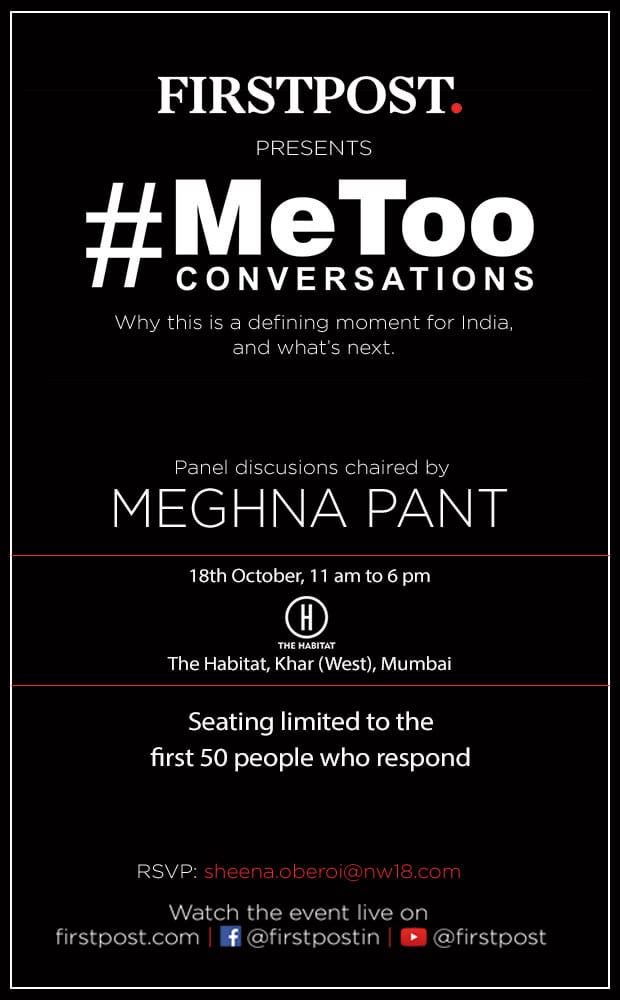 FIRSTPOST.
PRESENTS
#MeToo
CONVERSATIONS
Why this is a defining moment for India,
and what's next.
Panel discusions chaired by
MEGHNA PANT
18th October, 11 am to 6 pm
H
THE HABITAT
The Habitat, Khar (West), Mumbai
Seating limited to the
first 50 people who respond
RSVP: sheena.oberoi@nw18.com
Watch the event live on
firstpost.com | f @firstpostin | @firstpost